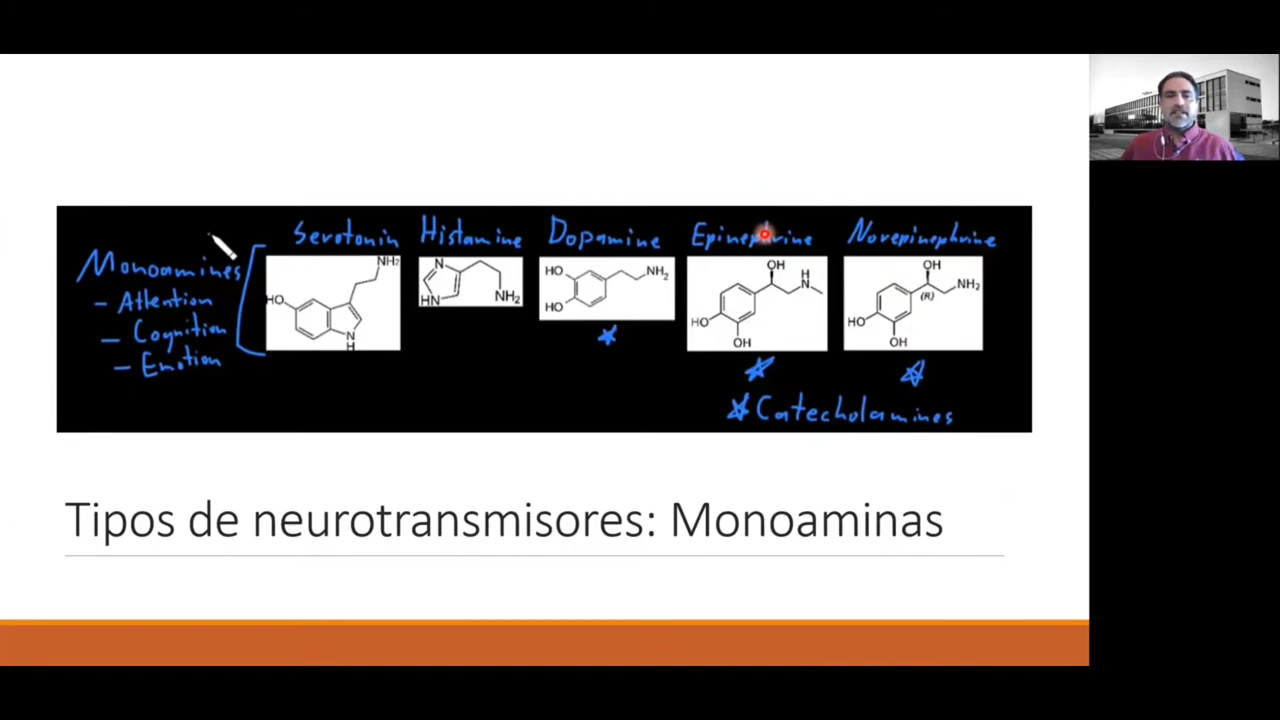 Serotonin Histamine Dopamine Epinephrine Norepinephrine
Monoamines
- Attention
- Cognition
- Emotion
NH2
HO
N
H
N
HN
NH2
HO
HO
NH2
OH
H
N
HO
OH
OH
NH2
(R)
HO
OH
Catecholamines
Tipos de neurotransmisores: Monoaminas